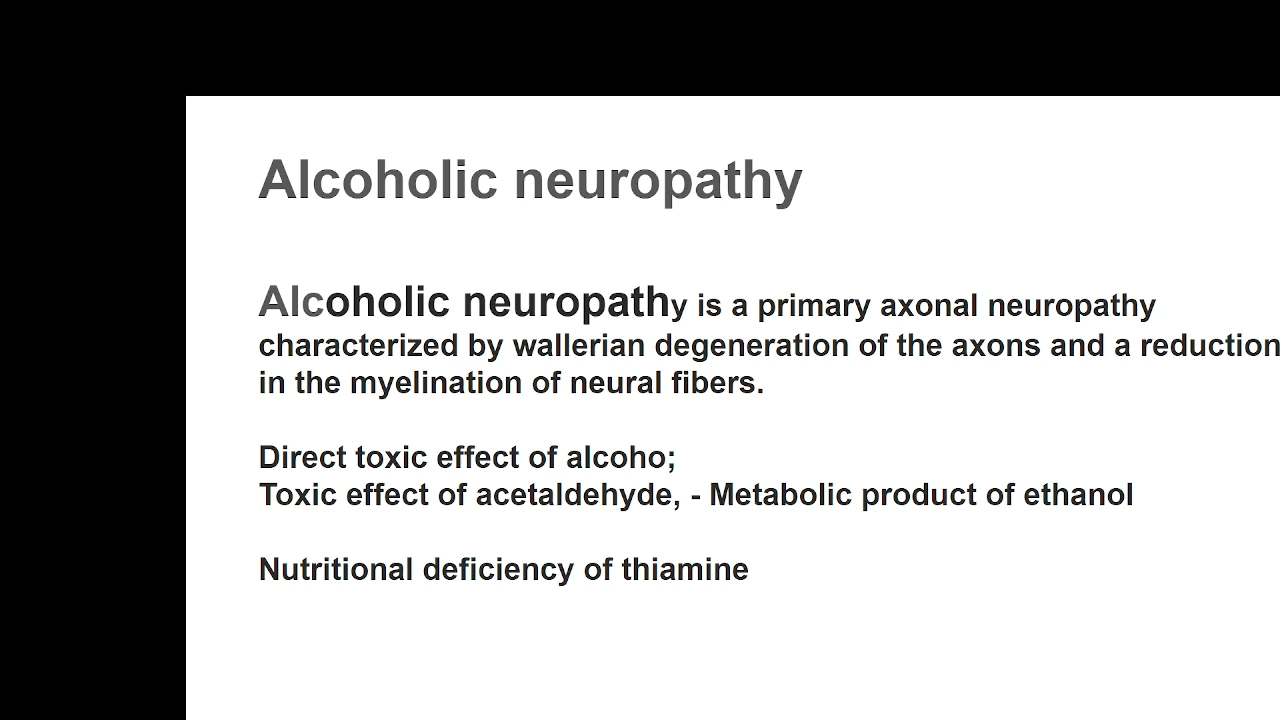 Alcoholic neuropathy
Alcoholic neuropathy is a primary axonal neuropathy
characterized by wallerian degeneration of the axons and a reduction
in the myelination of neural fibers.
Direct toxic effect of alcoho;
Toxic effect of acetaldehyde, - Metabolic product of ethanol
Nutritional deficiency of thiamine